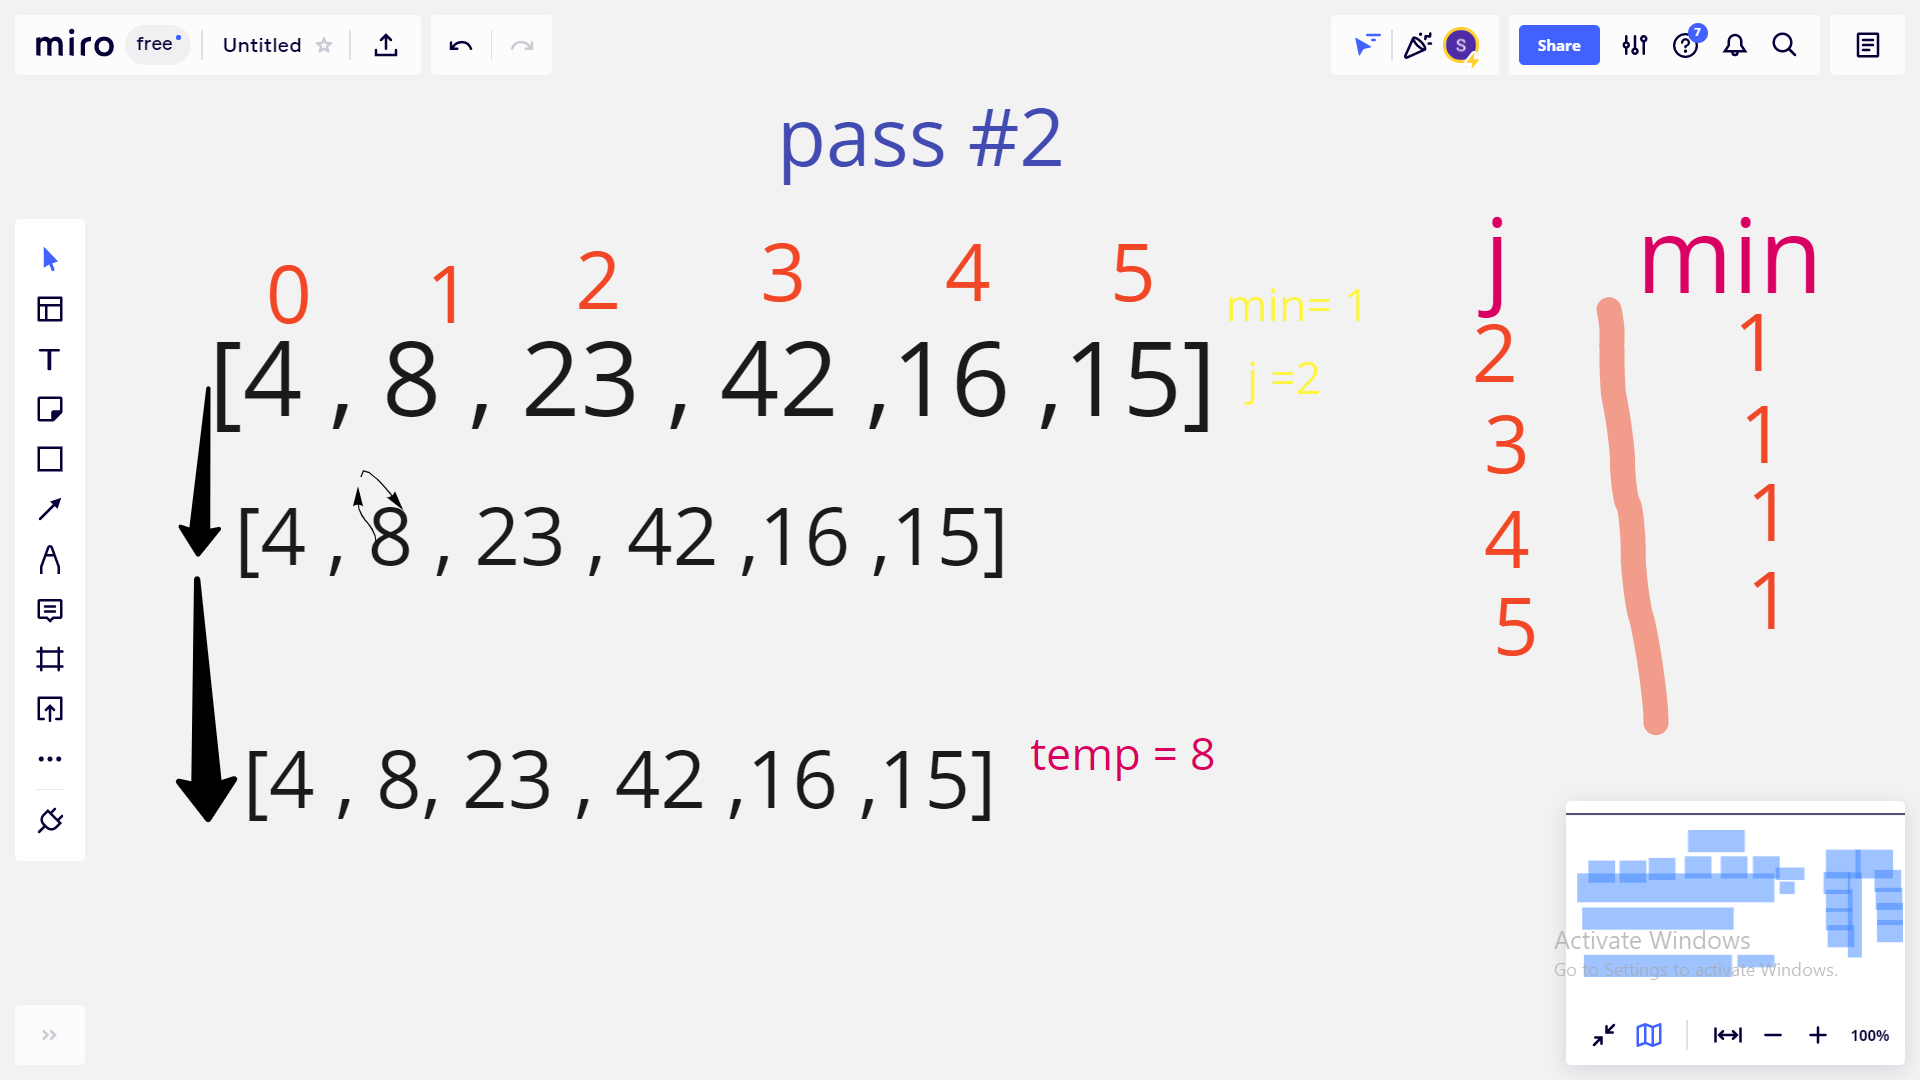 miro free Untitled Share 7 S
pass #2
j min
0 1 2 3 4 5
min= 1
[4 , 8 , 23 , 42 ,16 ,15]
j =2
2 1
3 1
[4 , 8 , 23 , 42 ,16 ,15]
4 1
5 1
[4 , 8, 23 , 42 ,16 ,15]
temp = 8
Activate Windows
Go to Settings to activate Windows.
100%